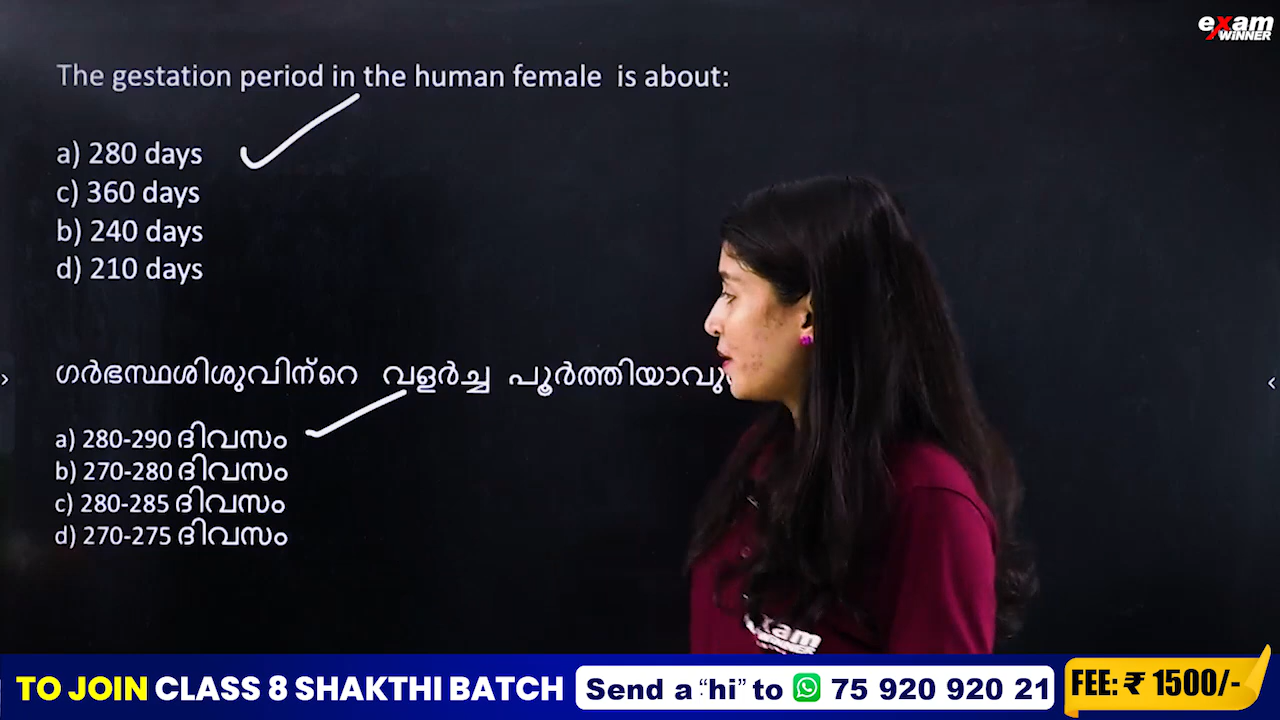 exam
WINNER
The gestation period in the human female is about:
a) 280 days
c) 360 days
b) 240 days
d) 210 days
ഗർഭസ്ഥശിശുവിന്റെ വളർച്ച
a) 280-290 ദിവസം
b) 270-280 ദിവസം
c) 280-285 ദിവസം
d) 270-275 ദിവസം
exam
WINNER
TO JOIN CLASS 8 SHAKTHI BATCH
Send a “hi” to 75 920 920 21
FEE: ₹ 1500/-